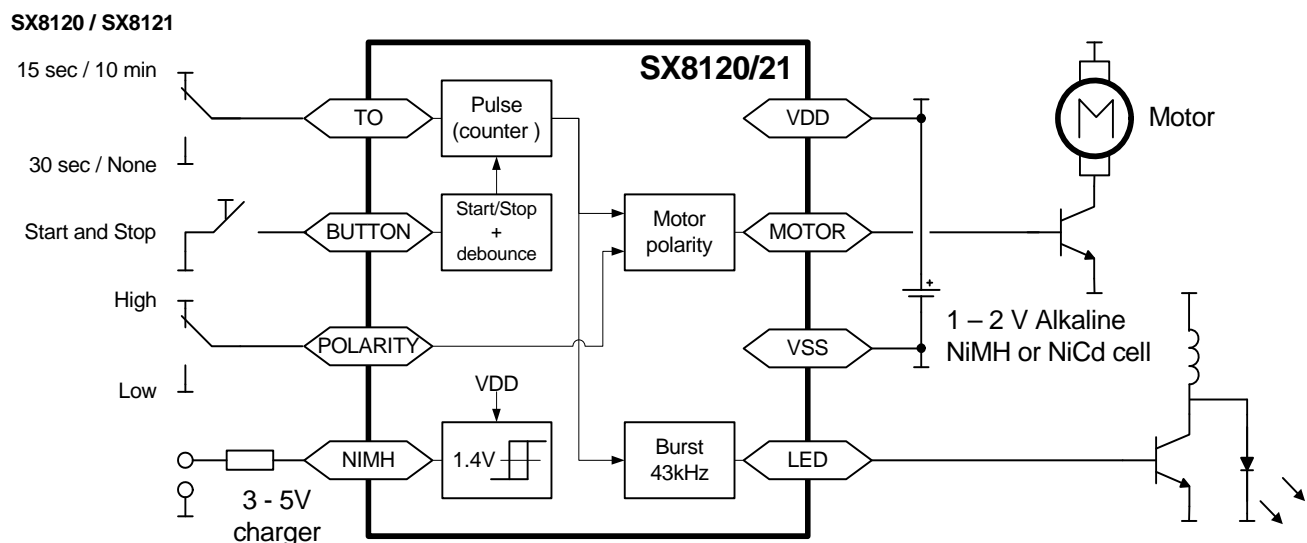 SX8120 / SX8121
SX8120/21
15 sec / 10 min
TO
Pulse
(counter )
VDD
Motor
30 sec / None
Start and Stop
BUTTON
Start/Stop
+
debounce
Motor
polarity
MOTOR
High
POLARITY
+
1 – 2 V Alkaline
NiMH or NiCd cell
VSS
Low
VDD
NIMH
1.4V
Burst
43kHz
LED
3 - 5V
charger
M